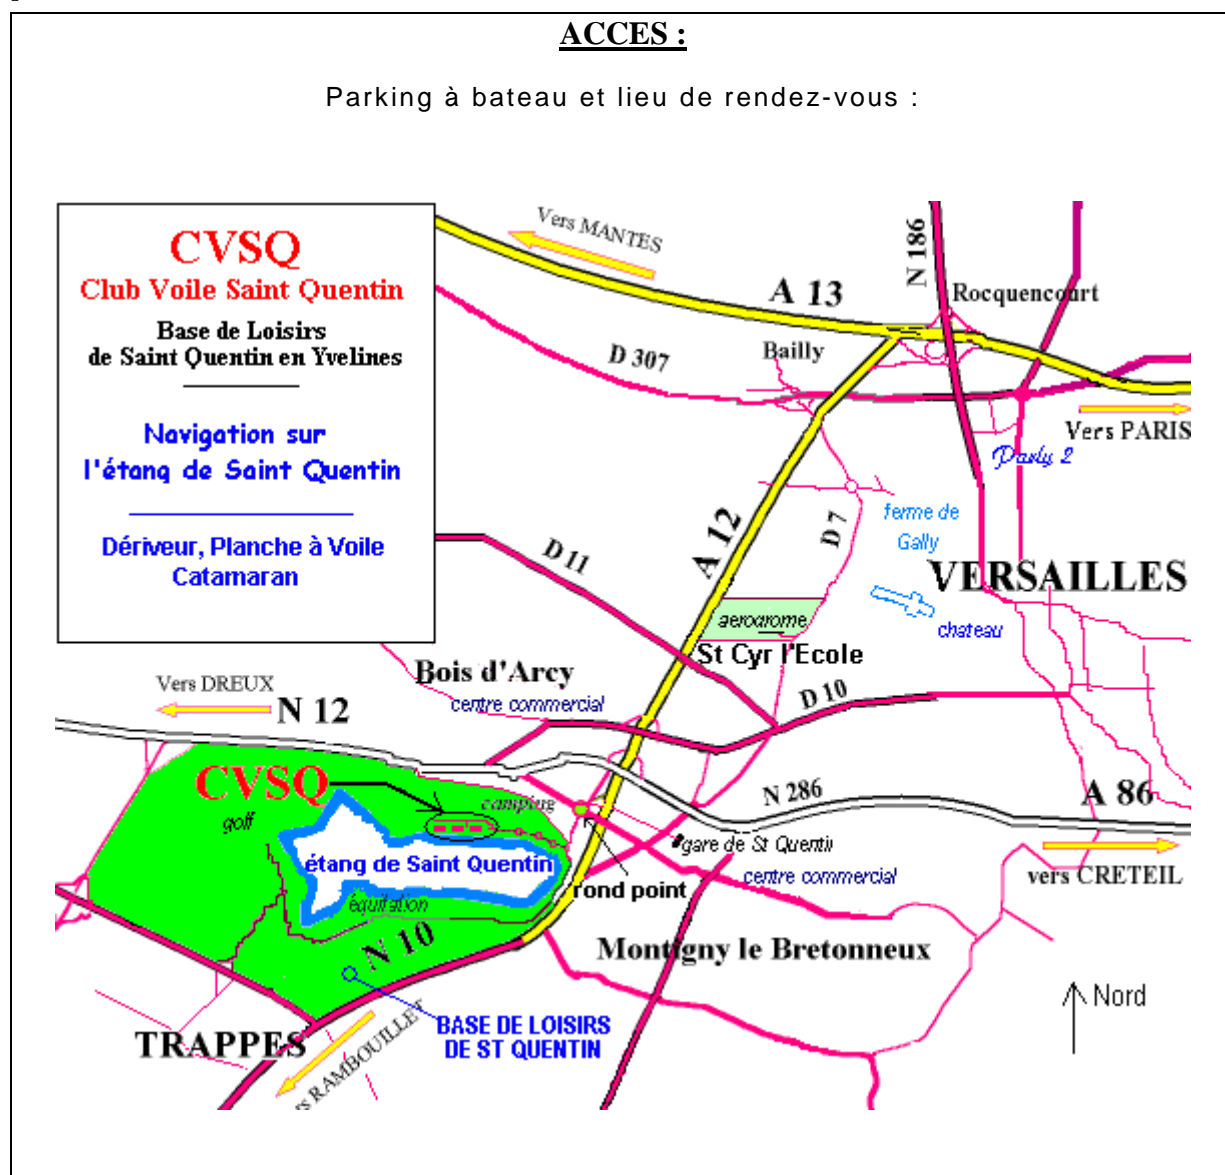 ACCES :
Parking à bateau et lieu de rendez-vous :
CVSQ
Club Voile Saint Quentin
Base de Loisirs
de Saint Quentin en Yvelines
Navigation sur
l'étang de Saint Quentin
Dériveur, Planche à Voile
Catamaran
Vers MANTES
A 13
N 186
Rocquencourt
D 307
Bailly
Vers PARIS
Parly 2
A 12
D 7
ferme de
Gally
D 11
VERSAILLES
aerodrome
chateau
St Cyr l'Ecole
Bois d'Arcy
centre commercial
D 10
Vers DREUX
N 12
CVSQ
camping
golf
N 286
A 86
gare de St Quentin
étang de Saint Quentin
centre commercial
vers CRETEIL
rond point
équitation
N 10
Montigny le Bretonneux
Nord
BASE DE LOISIRS
DE ST QUENTIN
TRAPPES
RAMBOUILLET